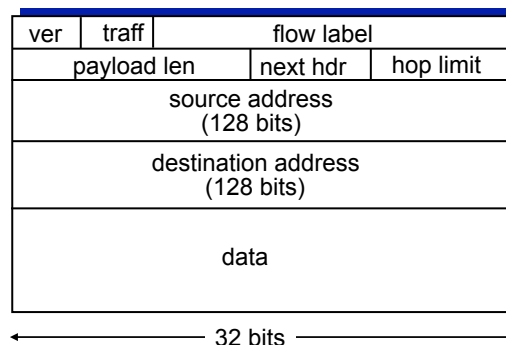 ver traff flow label
payload len next hdr hop limit
source address
(128 bits)
destination address
(128 bits)
data
32 bits